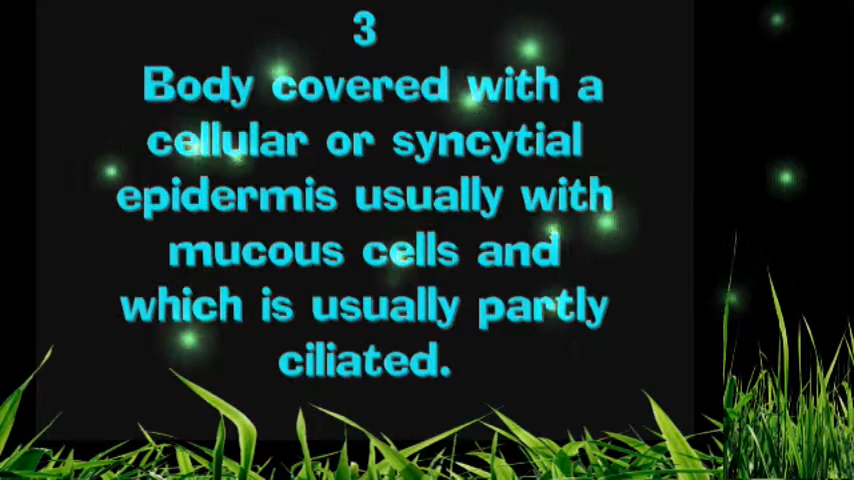 3
Body covered with a
cellular or syncytial
epidermis usually with
mucous cells and
which is usually partly
ciliated.